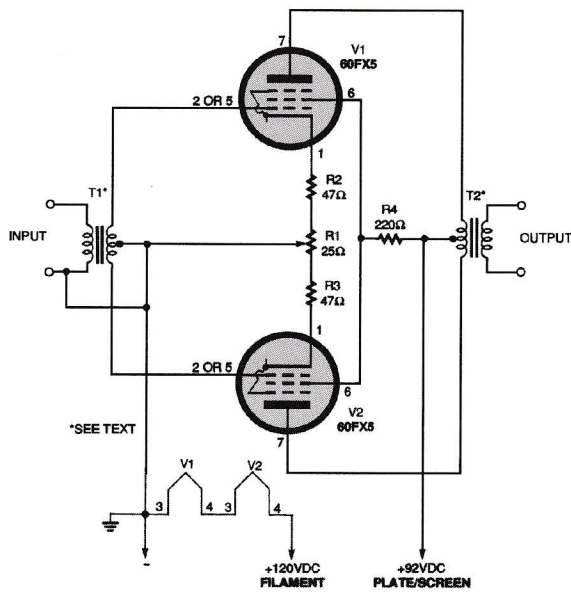 7
V1
60FX5
2 OR 5
6
1
R2
47Ω
T1*
T2*
R4
220Ω
INPUT
R1
25Ω
OUTPUT
R3
47Ω
1
2 OR 5
6
V2
60FX5
*SEE TEXT
7
V1
V2
3
4
3
4
-
+120VDC
FILAMENT
+92VDC
PLATE/SCREEN